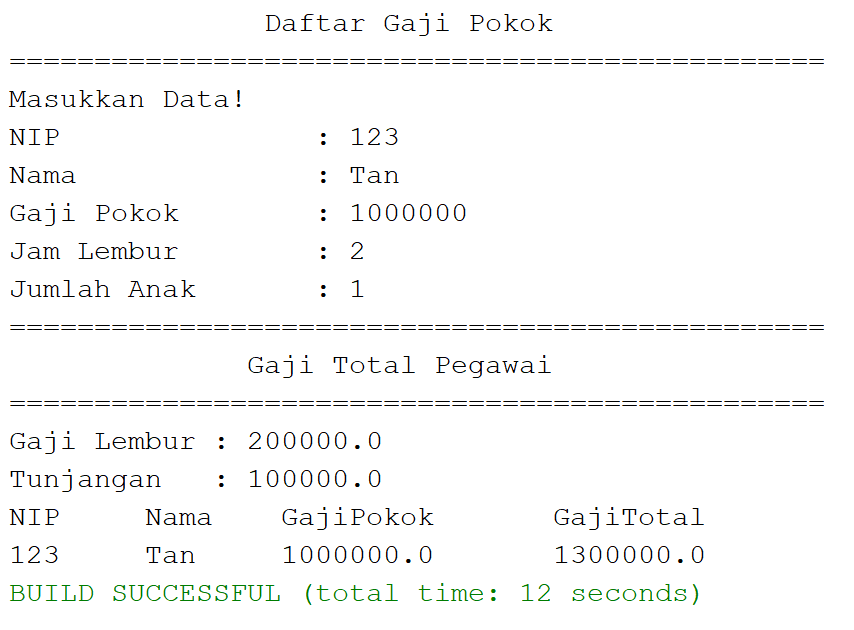 Daftar Gaji Pokok
================================================
Masukkan Data!
NIP : 123
Nama : Tan
Gaji Pokok : 1000000
Jam Lembur : 2
Jumlah Anak : 1
================================================
Gaji Total Pegawai
================================================
Gaji Lembur : 200000.0
Tunjangan : 100000.0
NIP Nama GajiPokok GajiTotal
123 Tan 1000000.0 1300000.0
BUILD SUCCESSFUL (total time: 12 seconds)